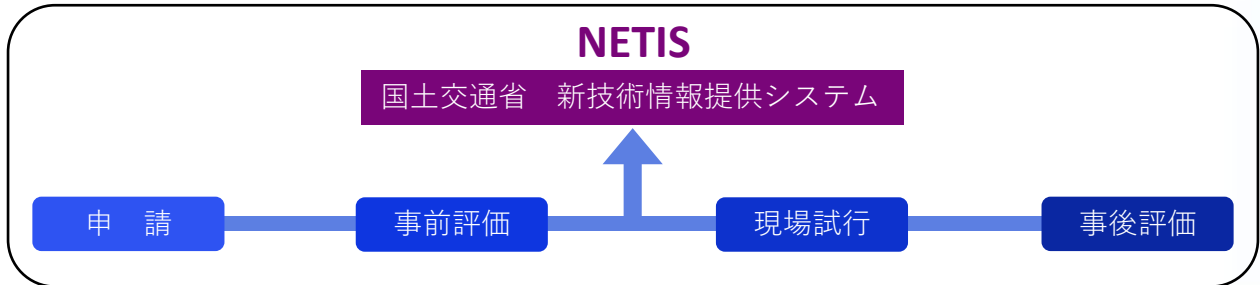 NETIS
国土交通省　新技術情報提供システム
申　請
事前評価
現場試行
事後評価